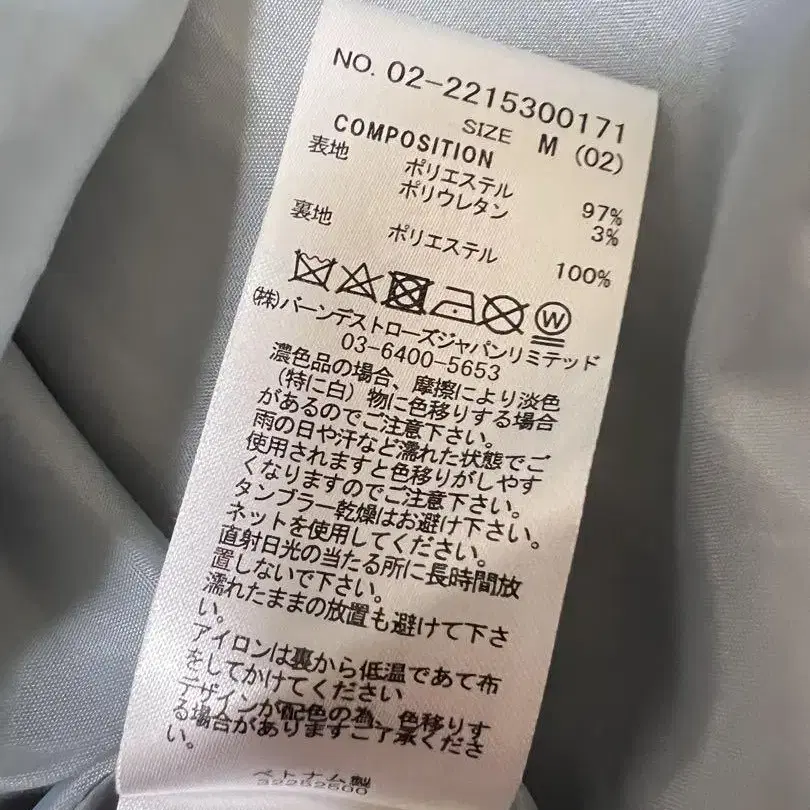 NO. 02-2215300171
SIZE M (02)
COMPOSITION
表地 ポリエステル 97%
ポリウレタン 3%
裏地 ポリエステル 100%
W
㈱バーンデストローズジャパンリミテッド
03-6400-5653
濃色品の場合、摩擦により淡色
(特に白)物に色移りする場合
があるのでご注意下さい。
雨の日や汗など濡れた状態でご
使用されますと色移りがしやす
くなりますのでご注意下さい。
タンブラー乾燥はお避け下さい。
ネットを使用してください。
直射日光の当たる所に長時間放
置しないで下さい。
濡れたままの放置も避けて下さ
い。
アイロンは裏から低温であて布
をしてかけてください
デザインが配色の為、色移りす
る場合がありますご了承くださ
い。
ベトナム製